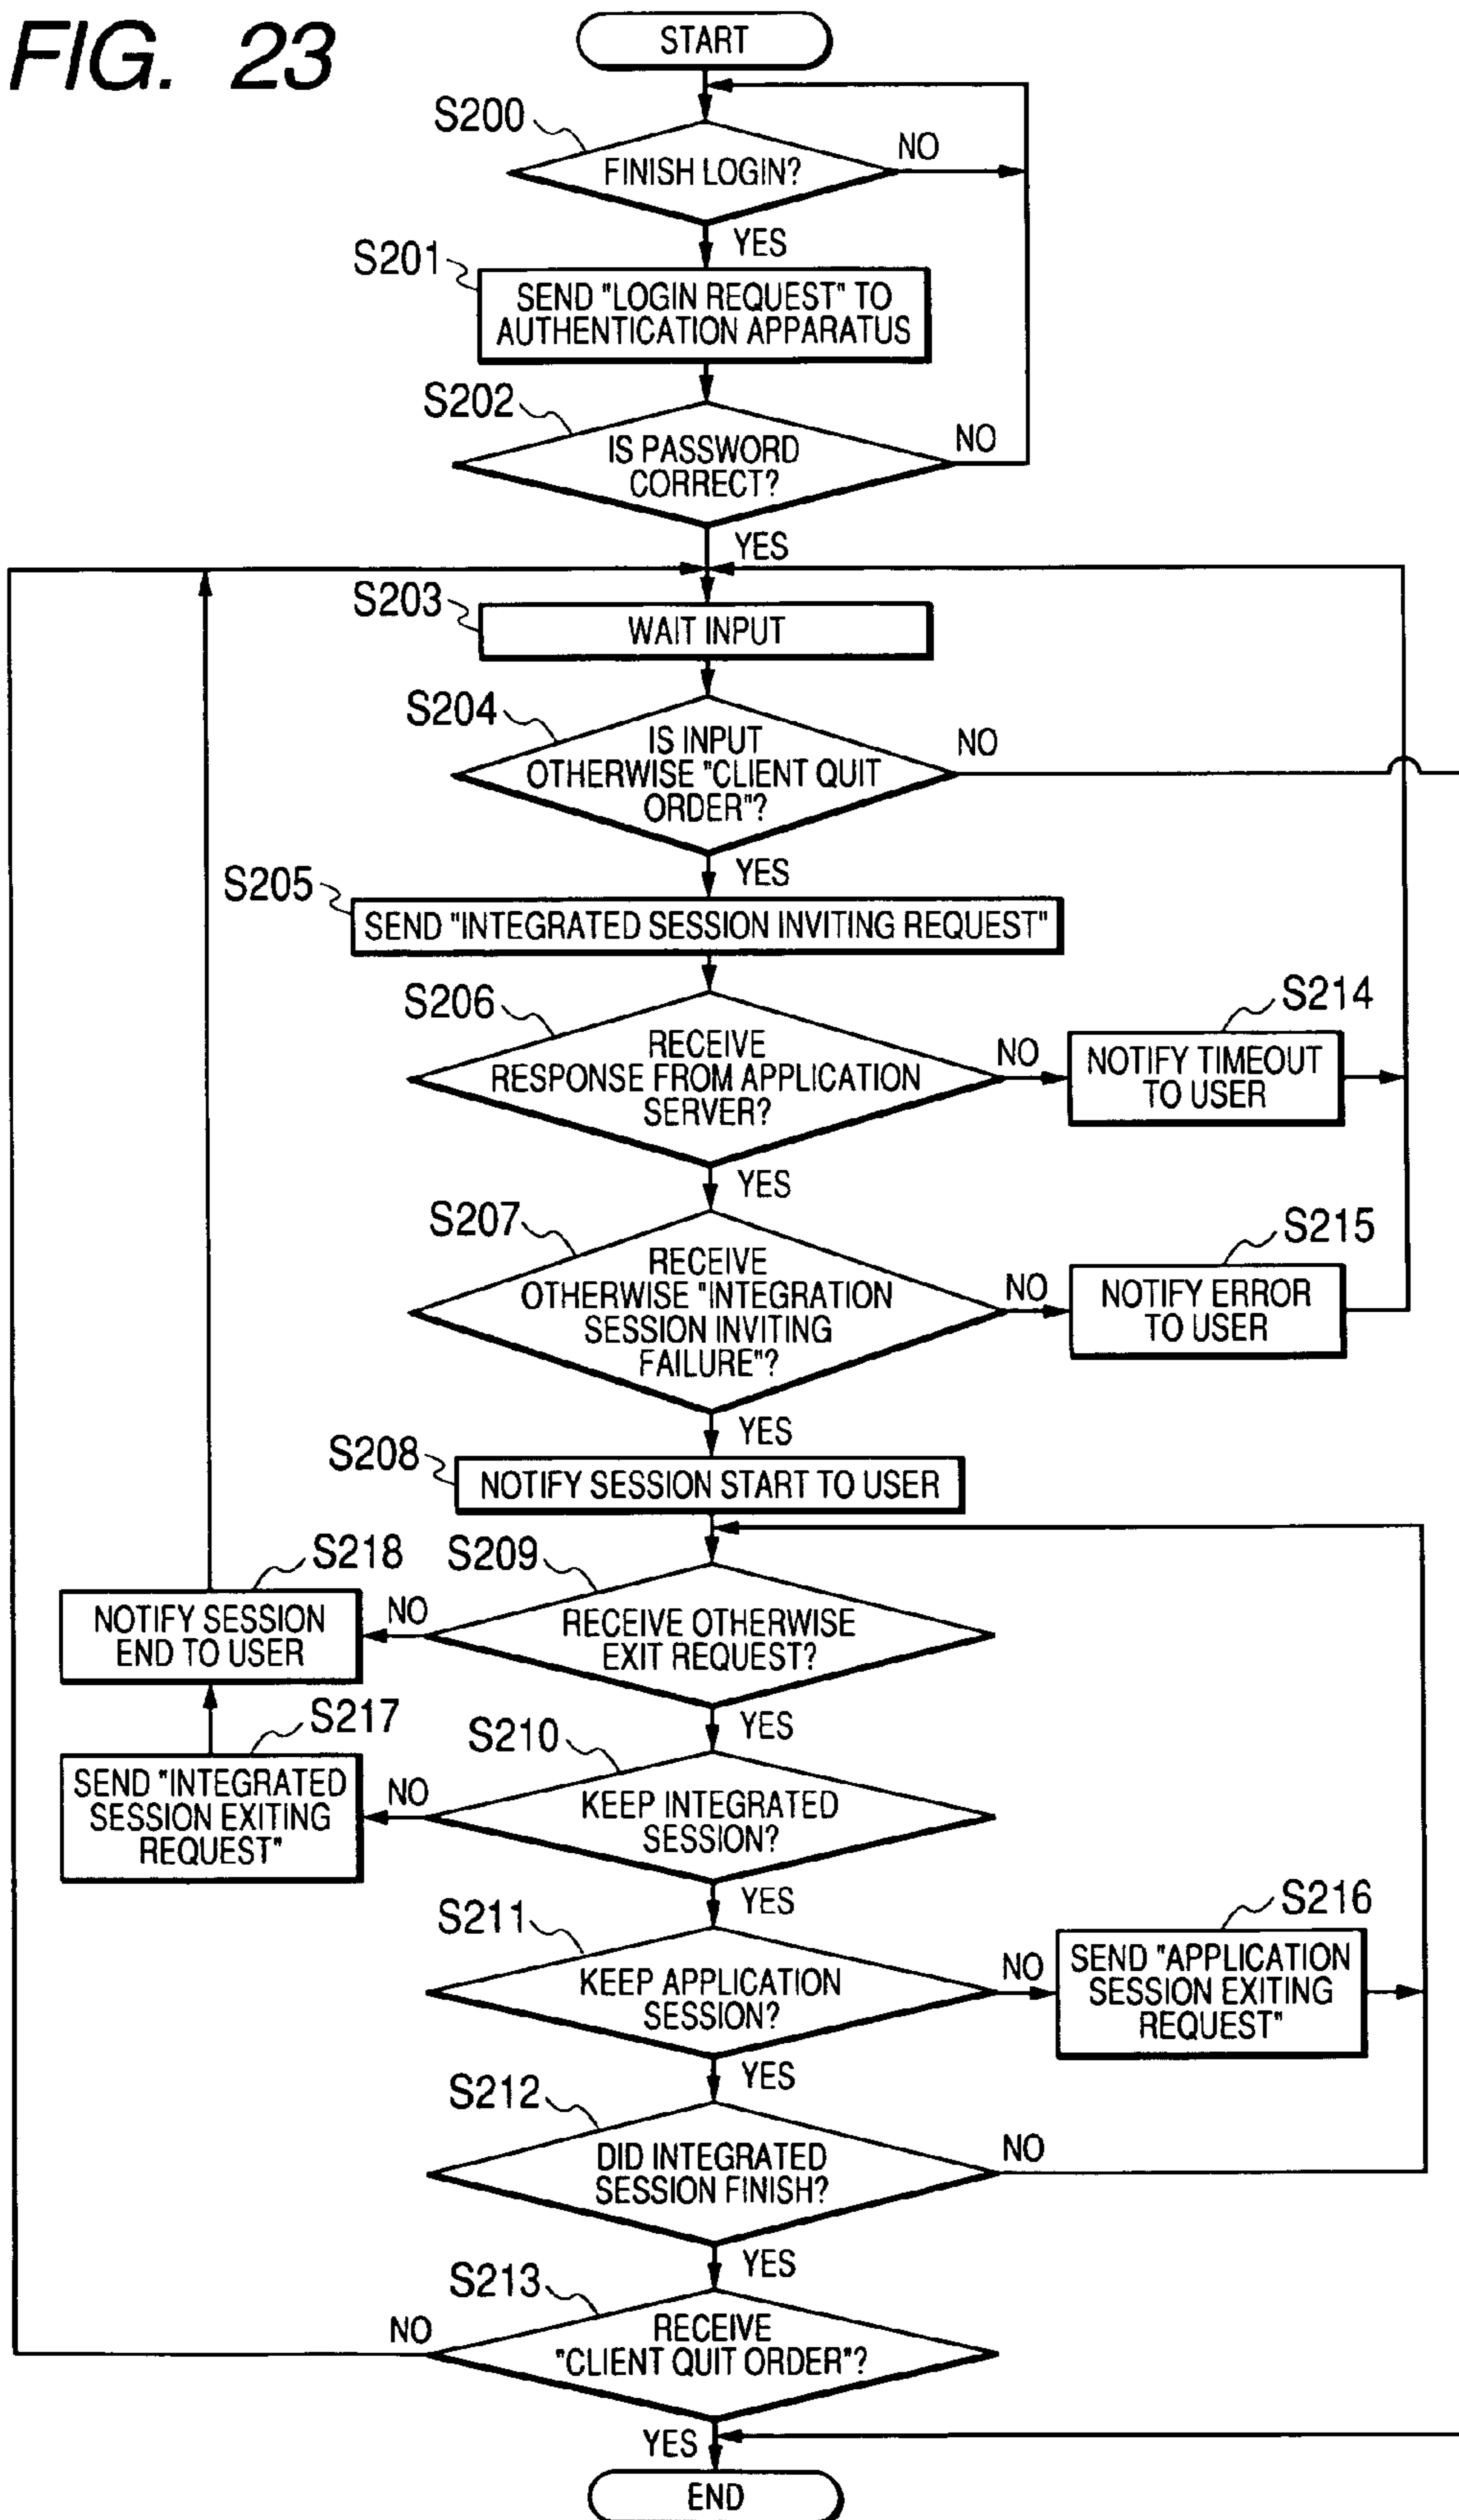 FIG. 23
START
S200
FINISH LOGIN?
NO
YES
S201
SEND "LOGIN REQUEST" TO
AUTHENTICATION APPARATUS
S202
IS PASSWORD
CORRECT?
NO
YES
S203
WAIT INPUT
S204
IS INPUT
OTHERWISE "CLIENT QUIT
ORDER"?
NO
YES
S205
SEND "INTEGRATED SESSION INVITING REQUEST"
S206
RECEIVE
RESPONSE FROM APPLICATION
SERVER?
NO
S214
NOTIFY TIMEOUT
TO USER
YES
S207
RECEIVE
OTHERWISE "INTEGRATION
SESSION INVITING
FAILURE"?
NO
S215
NOTIFY ERROR
TO USER
YES
S208
NOTIFY SESSION START TO USER
S218
NOTIFY SESSION
END TO USER
NO
S209
RECEIVE OTHERWISE
EXIT REQUEST?
YES
S217
SEND "INTEGRATED
SESSION EXITING
REQUEST"
NO
S210
KEEP INTEGRATED
SESSION?
YES
S211
KEEP APPLICATION
SESSION?
NO
S216
SEND "APPLICATION
SESSION EXITING
REQUEST"
YES
S212
DID INTEGRATED
SESSION FINISH?
NO
YES
S213
NO
RECEIVE
"CLIENT QUIT ORDER"?
YES
END